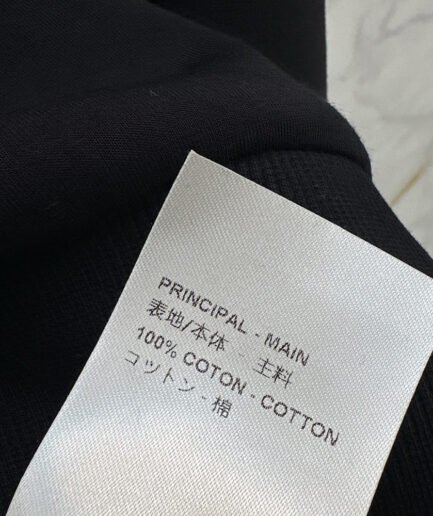 PRINCIPAL - MAIN
表地/本体 - 主料
100% COTON - COTTON
コットン - 棉